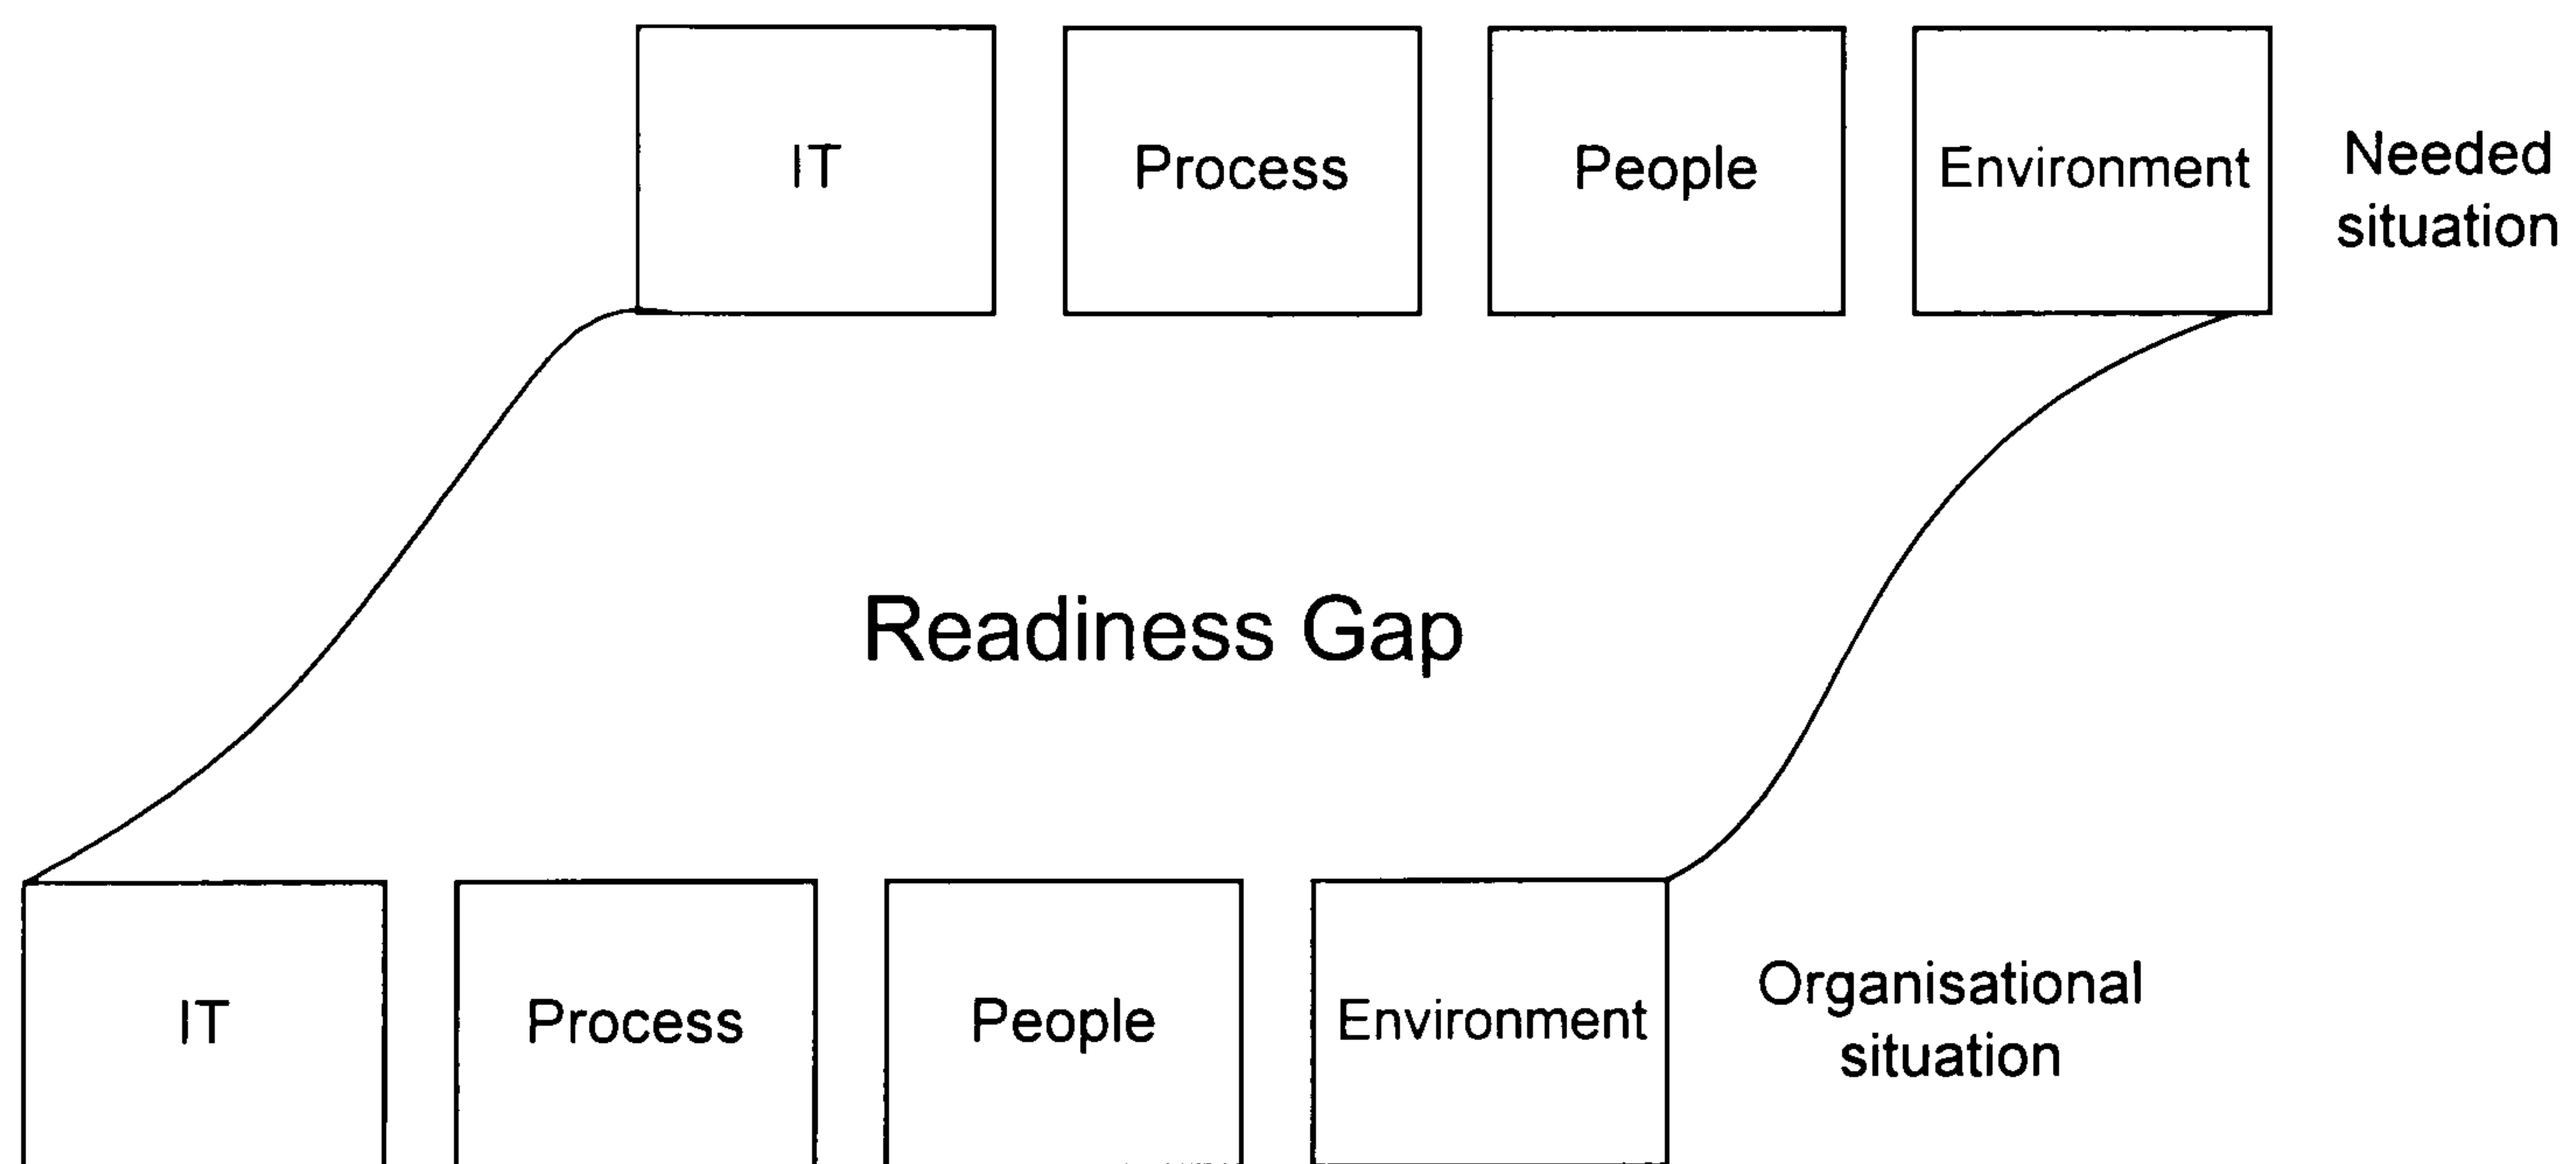 IT
Process
People
Environment
Needed
situation
Readiness Gap
IT
Process
People
Environment
Organisational
situation